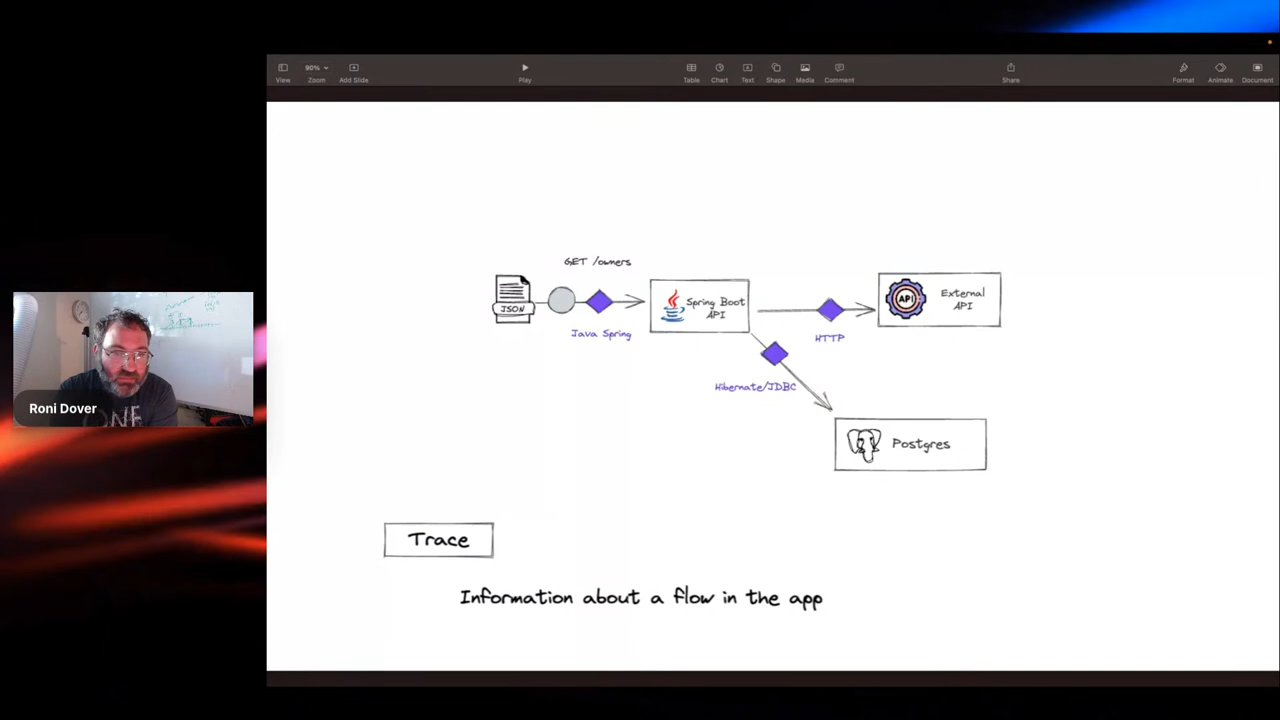 90%
View
Zoom
Add Slide
Play
Table
Chart
Text
Shape
Media
Comment
Share
Format
Animate
Document
GET /owners
JSON
Java Spring
Spring Boot
API
HTTP
API
External
API
Hibernate/JDBC
Postgres
Roni Dover
ONE
Trace
Information about a flow in the app